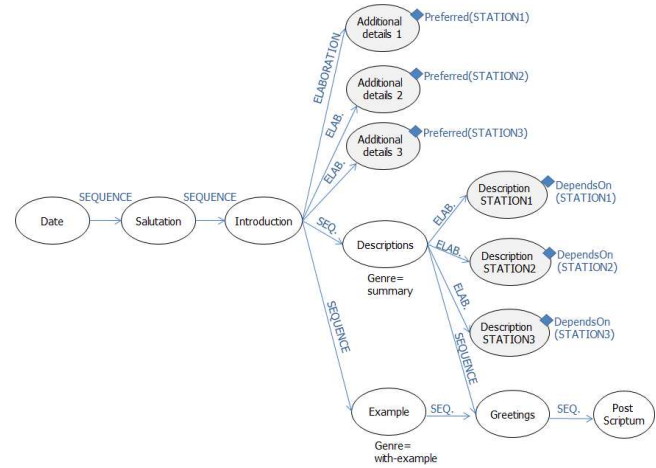 Additional
details 1
Preferred(STATION1)
ELABORATION
Additional
details 2
Preferred(STATION2)
ELAB.
Additional
details 3
Preferred(STATION3)
ELAB.
Date
SEQUENCE
Salutation
SEQUENCE
Introduction
SEQ.
Descriptions
Genre=
summary
ELAB.
Description
STATION1
DependsOn
(STATION1)
ELAB.
Description
STATION2
DependsOn
(STATION2)
ELAB.
Description
STATION3
DependsOn
(STATION3)
SEQUENCE
SEQUENCE
Example
Genre=
with-example
SEQ.
Greetings
SEQ.
Post
Scriptum